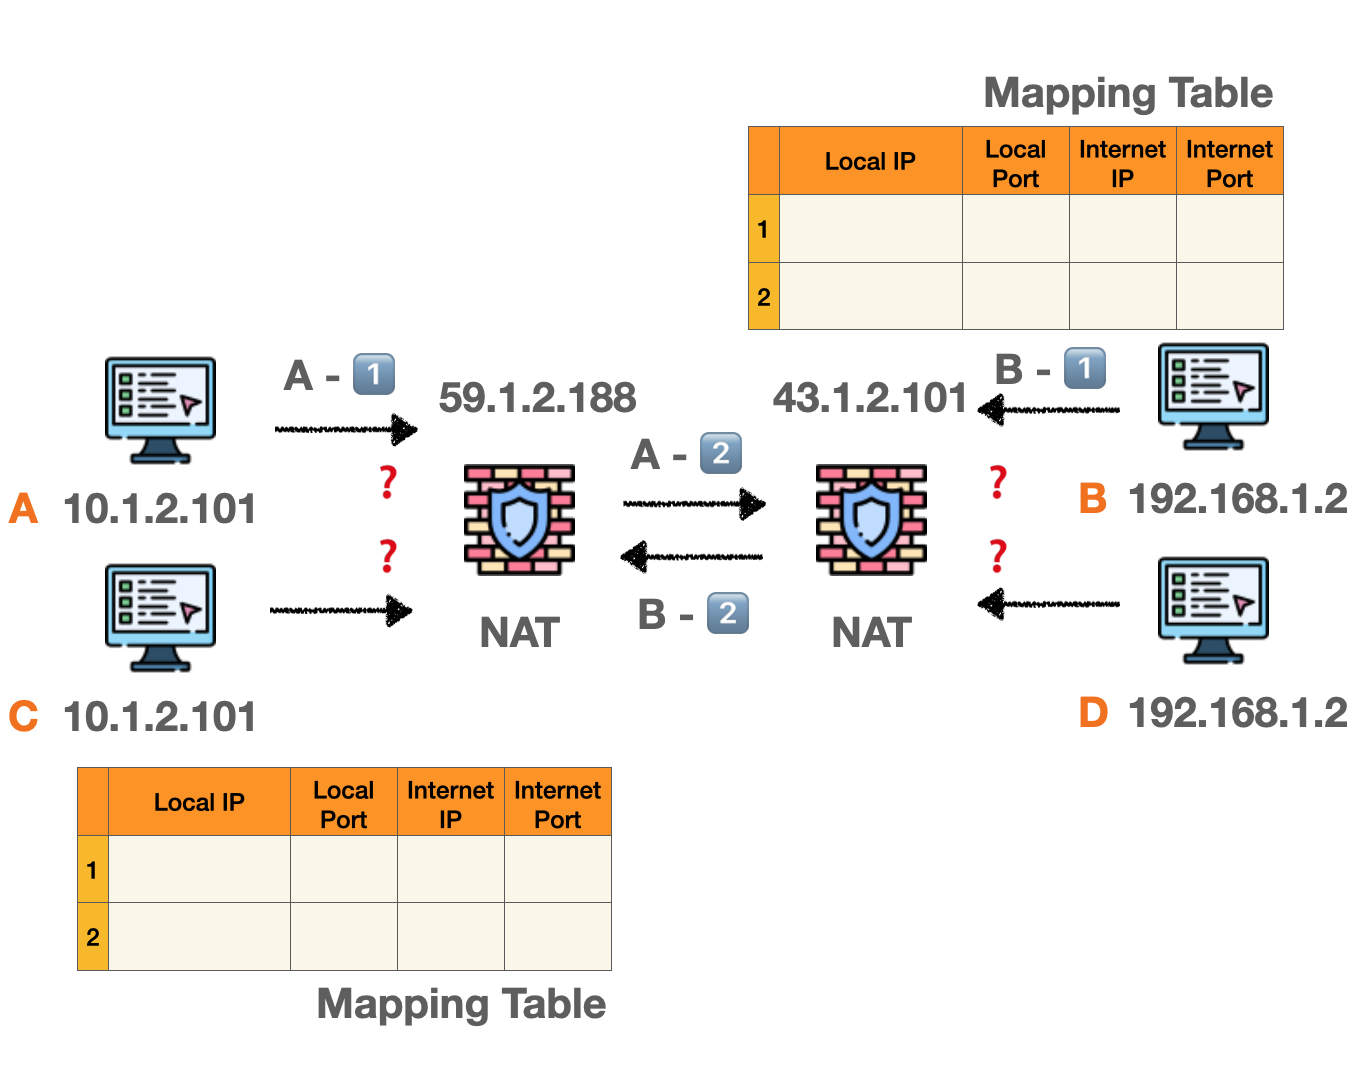 Mapping Table
Local IP
Local Port
Internet IP
Internet Port
1
2
A - 1
59.1.2.188
43.1.2.101
B - 1
A - 2
?
?
A 10.1.2.101
B 192.168.1.2
?
?
B - 2
NAT
NAT
C 10.1.2.101
D 192.168.1.2
Local IP
Local Port
Internet IP
Internet Port
1
2
Mapping Table